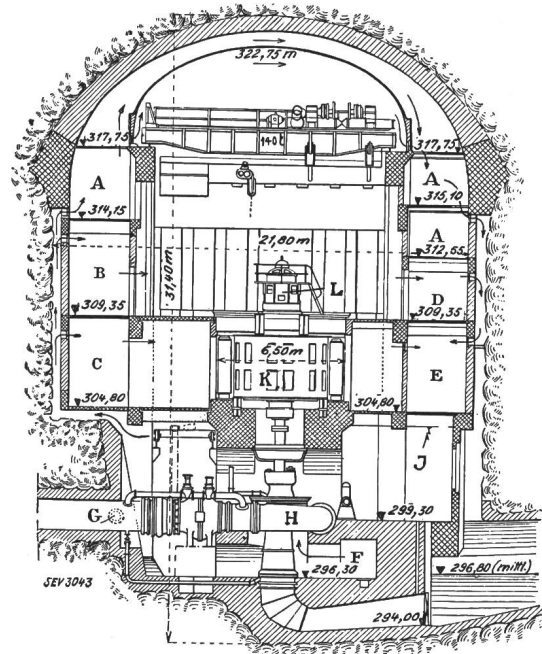 322,75 m
140 t
317,75
317,75
A
A
315,10
314,15
A
21,80 m
312,65
31,40 m
B
L
D
309,35
309,35
6,50 m
C
K
E
304,80
304,80
J
G
H
299,30
F
296,30
296,80 (mitt.)
SEV 3043
294,00